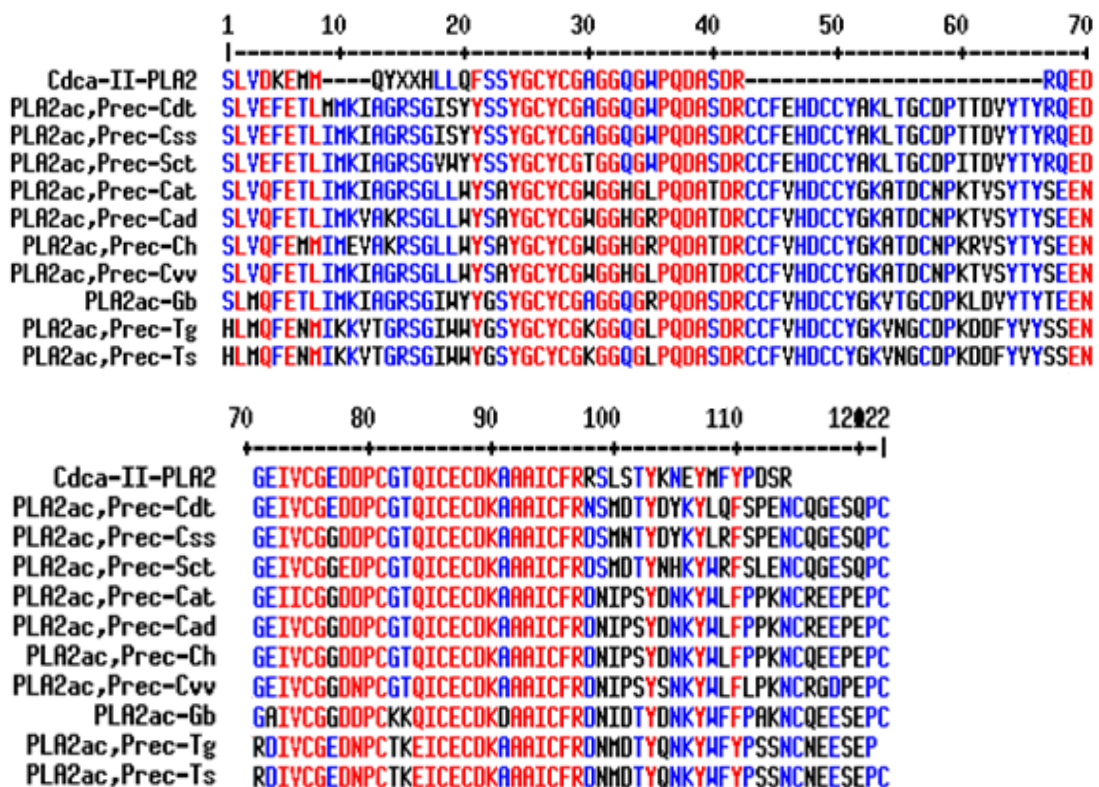 1 10 20 30 40 50 60 70
Cdca-II-PLA2 SLVDKEMM----QYXXHLLQFSSYGCYCGAGGQGWPQDASDR------------------------RQED
PLA2ac,Prec-Cdt SLVEFETLMMKIAGRSGISYYSSYGCYCGAGGQGWPQDASDRCCFEHDCCYAKLTGCDPTTDVYTYRQED
PLA2ac,Prec-Css SLVEFETLIMKIAGRSGISYYSSYGCYCGAGGQGWPQDASDRCCFEHDCCYAKLTGCDPTTDVYTYRQED
PLA2ac,Prec-Sct SLVEFETLIMKIAGRSGVWYYSSYGCYCGTGGQGWPQDASDRCCFEHDCCYAKLTGCDPITDVYTYRQED
PLA2ac,Prec-Cat SLVQFETLIMKIAGRSGLLWYSAYGCYCGWGGHGLPQDATDRCCFVHDCCYGKATDCNPKTVSYTYSEEN
PLA2ac,Prec-Cad SLVQFETLIMKVAKRSGLLWYSAYGCYCGWGGHGRPQDATDRCCFVHDCCYGKATDCNPKTVSYTYSEEN
PLA2ac,Prec-Ch SLVQFEMMIMEVAKRSGLLWYSAYGCYCGWGGHGRPQDATDRCCFVHDCCYGKATDCNPKRVSYTYSEEN
PLA2ac,Prec-Cvv SLVQFETLIMKIAGRSGLLWYSAYGCYCGWGGHGLPQDATDRCCFVHDCCYGKATDCNPKTVSYTYSEEN
PLA2ac-Gb SLMQFETLIMKIAGRSGIWYYGSYGCYCGAGGQGRPQDASDRCCFVHDCCYGKVTGCDPKLDVYTYTEEN
PLA2ac,Prec-Tg HLMQFENMIKKVTGRSGIWWYGSYGCYCGKGGQGLPQDASDRCCFVHDCCYGKVNGCDPKDDFYVYSSEN
PLA2ac,Prec-Ts HLMQFENMIKKVTGRSGIWWYGSYGCYCGKGGQGLPQDASDRCCFVHDCCYGKVNGCDPKDDFYVYSSEN
70 80 90 100 110 120 122
Cdca-II-PLA2 GEIVCGEDDPCGTQICECDKAAAICFRRSLSTYKNEYMFYPDSR
PLA2ac,Prec-Cdt GEIVCGEDDPCGTQICECDKAAAICFRNSMDTYDYKYLQFSPENCQGESQPC
PLA2ac,Prec-Css GEIVCGGDDPCGTQICECDKAAAICFRDSMNTYDYKYLRFSPENCQGESQPC
PLA2ac,Prec-Sct GEIVCGGEDPCGTQICECDKAAAICFRDSMDTYNHKYWRFSLENCQGESQPC
PLA2ac,Prec-Cat GEIICGGDDPCGTQICECDKAAAICFRDNIPSYDNKYWLFPPKNCREEPEPC
PLA2ac,Prec-Cad GEIVCGGDDPCGTQICECDKAAAICFRDNIPSYDNKYWLFPPKNCREEPEPC
PLA2ac,Prec-Ch GEIVCGGDDPCGTQICECDKAAAICFRDNIPSYDNKYWLFPPKNCQEEPEPC
PLA2ac,Prec-Cvv GEIVCGGDNPCGTQICECDKAAAICFRDNIPSYSNKYWLFLPKNCRGDPEPC
PLA2ac-Gb GAIVCGGDDPCKKQICECDKDAAICFRDNIDTYDNKYWFFPAKNCQEESEPC
PLA2ac,Prec-Tg RDIVCGEDNPCTKEICECDKAAAICFRDNMDTYQNKYWFYPSSNCNEESEP
PLA2ac,Prec-Ts RDIVCGEDNPCTKEICECDKAAAICFRDNMDTYQNKYWFYPSSNCNEESEPC